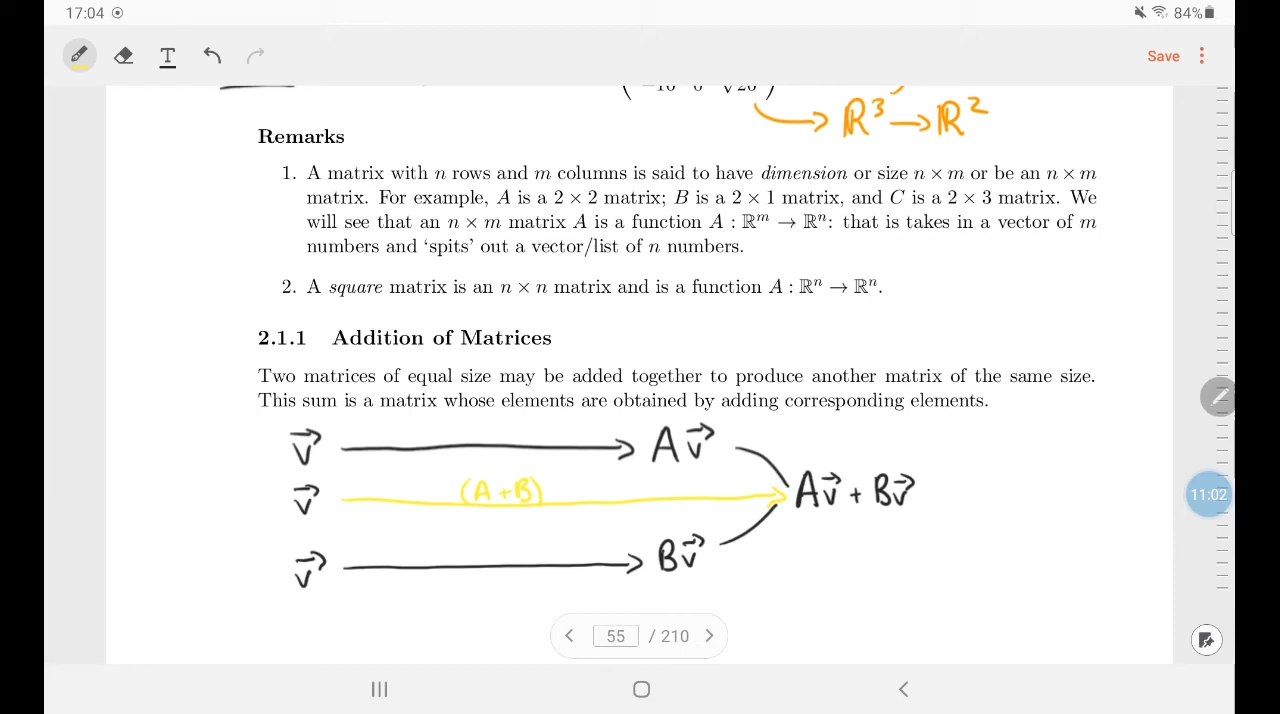 17:04 84%
T Save
−10 0 √20
ℝ³ → ℝ²
Remarks
1. A matrix with n rows and m columns is said to have dimension or size n × m or be an n × m
matrix. For example, A is a 2 × 2 matrix; B is a 2 × 1 matrix, and C is a 2 × 3 matrix. We
will see that an n × m matrix A is a function A : ℝᵐ → ℝⁿ: that is takes in a vector of m
numbers and ‘spits’ out a vector/list of n numbers.
2. A square matrix is an n × n matrix and is a function A : ℝⁿ → ℝⁿ.
2.1.1 Addition of Matrices
Two matrices of equal size may be added together to produce another matrix of the same size.
This sum is a matrix whose elements are obtained by adding corresponding elements.
v⃗ → Av⃗
v⃗ (A+B) → Av⃗ + Bv⃗
11:02
v⃗ → Bv⃗
55 / 210